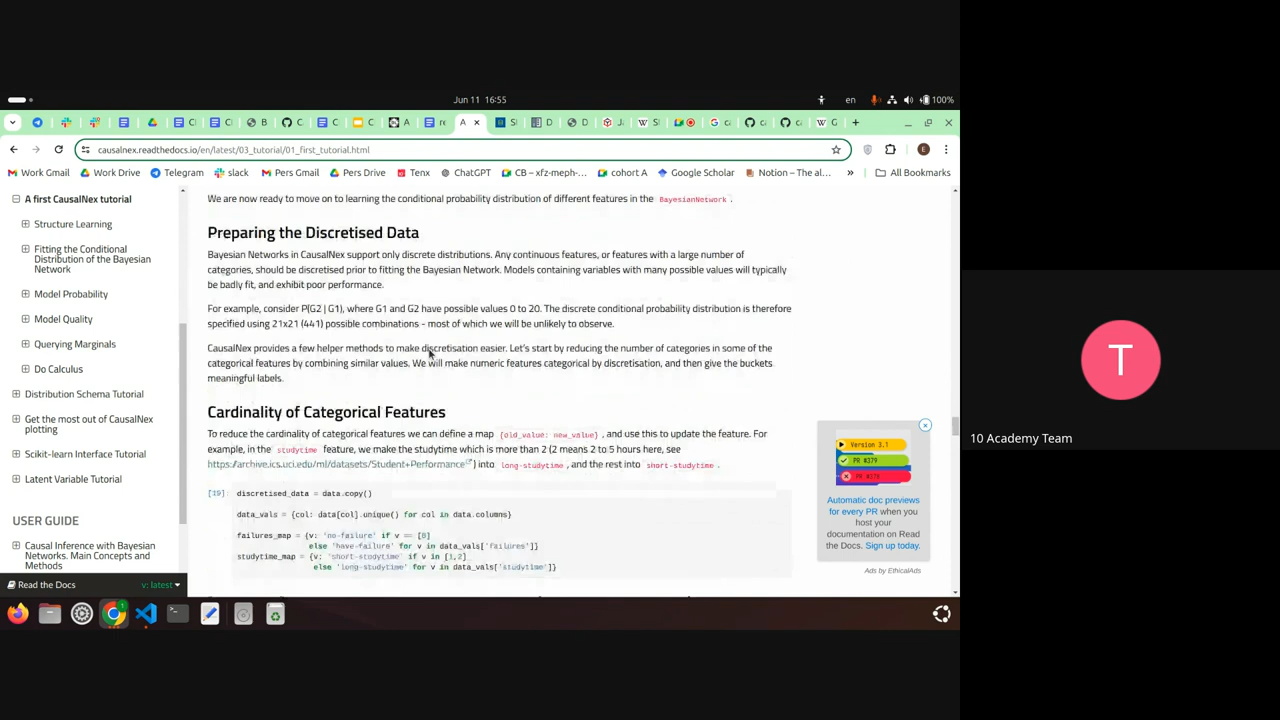 Jun 11 16:55
en
100%
causalnex.readthedocs.io/en/latest/03_tutorial/01_first_tutorial.html
Work Gmail Work Drive Telegram slack Pers Gmail Pers Drive Tenx ChatGPT CB – xfz-meph-... cohort A Google Scholar Notion – The al... » All Bookmarks
A first CausalNex tutorial
Structure Learning
Fitting the Conditional
Distribution of the Bayesian
Network
Model Probability
Model Quality
Querying Marginals
Do Calculus
Distribution Schema Tutorial
Get the most out of CausalNex
plotting
Scikit-learn Interface Tutorial
Latent Variable Tutorial
USER GUIDE
Causal Inference with Bayesian
Networks. Main Concepts and
Methods
Read the Docs v: latest
We are now ready to move on to learning the conditional probability distribution of different features in the BayesianNetwork.
Preparing the Discretised Data
Bayesian Networks in CausalNex support only discrete distributions. Any continuous features, or features with a large number of
categories, should be discretised prior to fitting the Bayesian Network. Models containing variables with many possible values will typically
be badly fit, and exhibit poor performance.
For example, consider P(G2 | G1), where G1 and G2 have possible values 0 to 20. The discrete conditional probability distribution is therefore
specified using 21x21 (441) possible combinations - most of which we will be unlikely to observe.
CausalNex provides a few helper methods to make discretisation easier. Let's start by reducing the number of categories in some of the
categorical features by combining similar values. We will make numeric features categorical by discretisation, and then give the buckets
meaningful labels.
Cardinality of Categorical Features
To reduce the cardinality of categorical features we can define a map {old_value: new_value}, and use this to update the feature. For
example, in the studytime feature, we make the studytime which is more than 2 (2 means 2 to 5 hours here, see
https://archive.ics.uci.edu/ml/datasets/Student+Performance) into long-studytime, and the rest into short-studytime.
[19] discretised_data = data.copy()
data_vals = {col: data[col].unique() for col in data.columns}
failures_map = {v: 'no-failure' if v == [0]
else 'have-failure' for v in data_vals['failures']}
studytime_map = {v: 'short-studytime' if v in [1,2]
else 'long-studytime' for v in data_vals['studytime']}
Version 3.1
PR #379
PR #378
Automatic doc previews
for every PR when you
host your
documentation on Read
the Docs. Sign up today.
Ads by EthicalAds
T
10 Academy Team